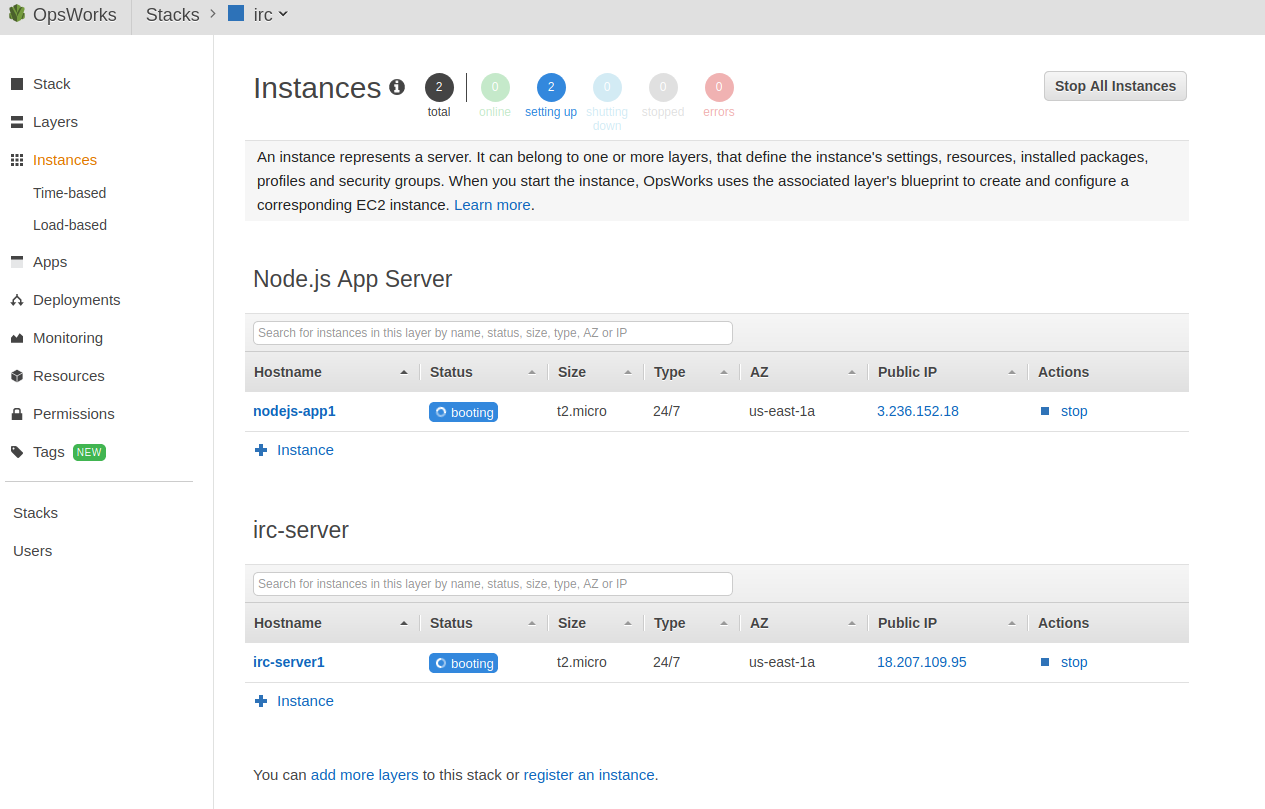 OpsWorks Stacks irc
Stack
Layers
Instances
Time-based
Load-based
Apps
Deployments
Monitoring
Resources
Permissions
Tags NEW
Stacks
Users
Instances
2 0 2 0 0 0
total online setting up shutting down stopped errors
Stop All Instances
An instance represents a server. It can belong to one or more layers, that define the instance's settings, resources, installed packages,
profiles and security groups. When you start the instance, OpsWorks uses the associated layer's blueprint to create and configure a
corresponding EC2 instance. Learn more.
Node.js App Server
Search for instances in this layer by name, status, size, type, AZ or IP
Hostname Status Size Type AZ Public IP Actions
nodejs-app1 booting t2.micro 24/7 us-east-1a 3.236.152.18 stop
Instance
irc-server
Search for instances in this layer by name, status, size, type, AZ or IP
Hostname Status Size Type AZ Public IP Actions
irc-server1 booting t2.micro 24/7 us-east-1a 18.207.109.95 stop
Instance
You can add more layers to this stack or register an instance.